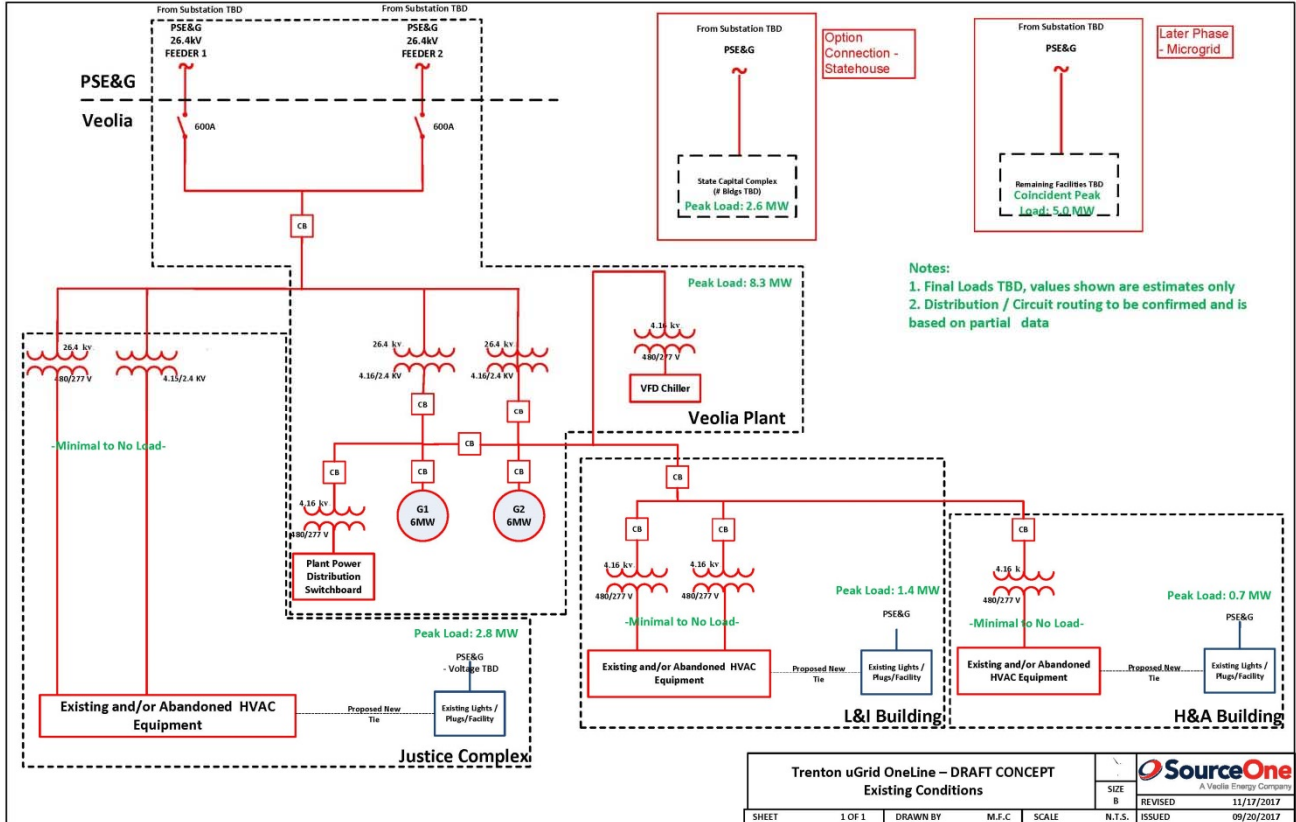 From Substation TBD
PSE&G
26.4kV
FEEDER 1
From Substation TBD
PSE&G
26.4kV
FEEDER 2
PSE&G
Veolia
600A
600A
CB
From Substation TBD
PSE&G
State Capital Complex
(# Bldgs TBD)
Peak Load: 2.6 MW
Option
Connection -
Statehouse
From Substation TBD
PSE&G
Remaining Facilities TBD
Coincident Peak
Load: 5.0 MW
Later Phase
- Microgrid
Notes:
1. Final Loads TBD, values shown are estimates only
2. Distribution / Circuit routing to be confirmed and is
based on partial data
26.4 kv
480/277 V
4.15/2.4 KV
-Minimal to No Load-
26.4 kv
4.16/2.4 KV
26.4 kv
4.16/2.4 KV
CB
CB
CB
CB
CB
CB
4.16 kv
480/277 V
Plant Power
Distribution
Switchboard
G1
6MW
G2
6MW
Peak Load: 8.3 MW
4.16 kv
480/277 V
VFD Chiller
Veolia Plant
CB
CB
CB
4.16 kv
480/277 V
4.16 kv
480/277 V
-Minimal to No Load-
Peak Load: 1.4 MW
PSE&G
Existing and/or Abandoned HVAC
Equipment
Proposed New
Tie
Existing Lights /
Plugs/Facility
L&I Building
CB
4.16 k
480/277 V
-Minimal to No Load-
Peak Load: 0.7 MW
PSE&G
Existing and/or Abandoned
HVAC Equipment
Proposed New
Tie
Existing Lights /
Plugs/Facility
H&A Building
Peak Load: 2.8 MW
PSE&G
- Voltage TBD
Existing and/or Abandoned HVAC
Equipment
Proposed New
Tie
Existing Lights /
Plugs/Facility
Justice Complex
Trenton uGrid OneLine – DRAFT CONCEPT
Existing Conditions
SIZE
B
SourceOne
A Veolia Energy Company
REVISED 11/17/2017
SHEET 1 OF 1 DRAWN BY M.F.C SCALE N.T.S. ISSUED 09/20/2017